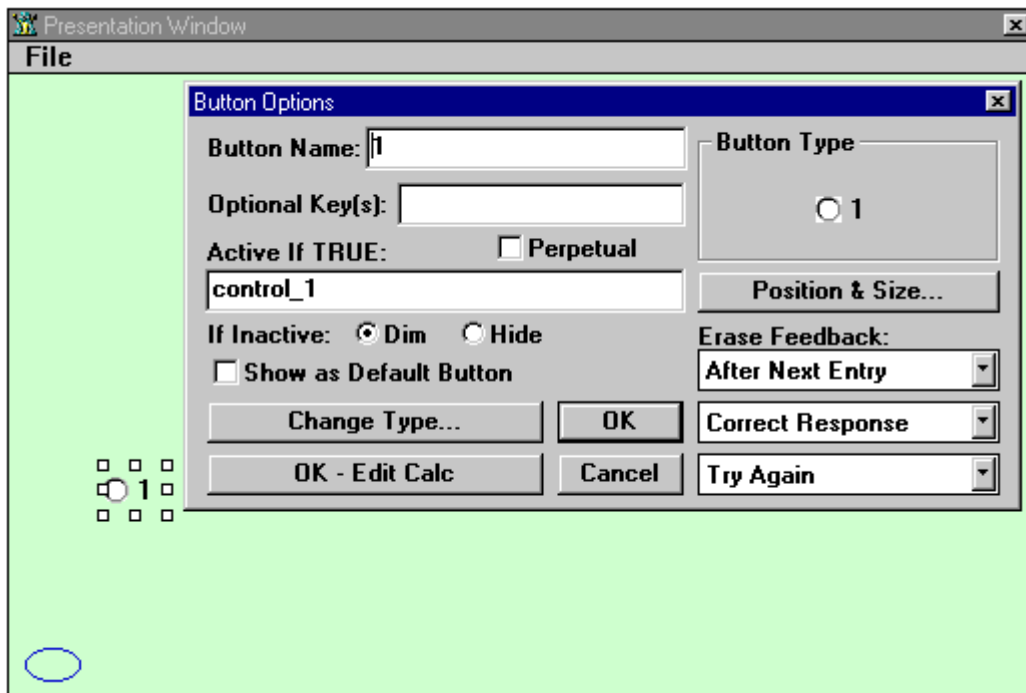 Presentation Window
File
Button Options
Button Name: 1
Button Type
1
Optional Key(s):
Active If TRUE:
Perpetual
control_1
Position & Size...
If Inactive: Dim Hide
Erase Feedback:
Show as Default Button
After Next Entry
Change Type...
OK
Correct Response
OK - Edit Calc
Cancel
Try Again
1